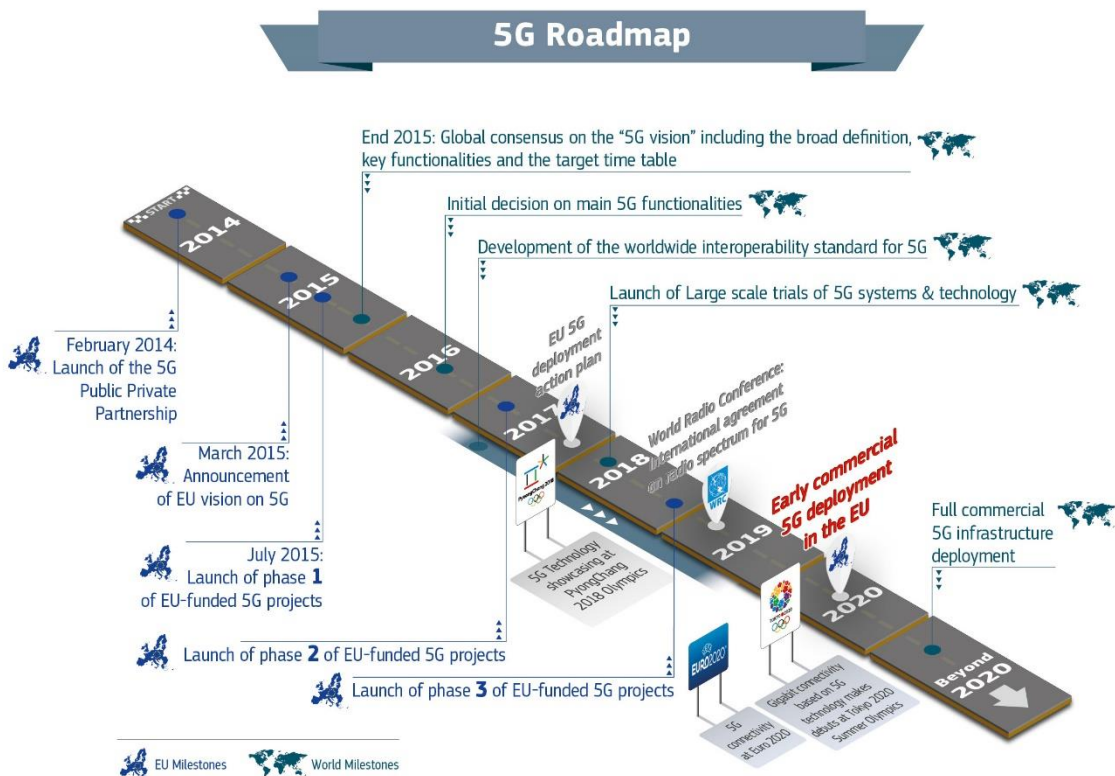 5G Roadmap
End 2015: Global consensus on the “5G vision” including the broad definition,
key functionalities and the target time table
Initial decision on main 5G functionalities
Development of the worldwide interoperability standard for 5G
Launch of Large scale trials of 5G systems & technology
START
2014
2015
2016
2017
2018
2019
2020
Beyond
2020
EU 5G
deployment
action plan
World Radio Conference:
International agreement
on radio spectrum for 5G
WRC
Early commercial
5G deployment
in the EU
Full commercial
5G infrastructure
deployment
February 2014:
Launch of the 5G
Public Private
Partnership
March 2015:
Announcement
of EU vision on 5G
July 2015:
Launch of phase 1
of EU-funded 5G projects
Launch of phase 2 of EU-funded 5G projects
Launch of phase 3 of EU-funded 5G projects
PyeongChang 2018
5G Technology
showcasing at
PyongChang
2018 Olympics
EURO2020
5G
connectivity
at Euro 2020
TOKYO 2020
Gigabit connectivity
based on 5G
technology makes
debuts at Tokyo 2020
Summer Olympics
EU Milestones
World Milestones